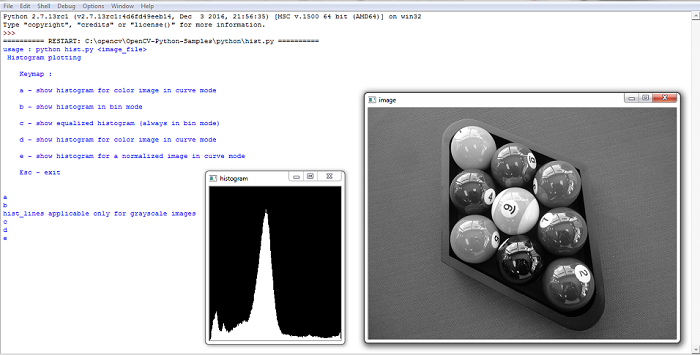 File Edit Shell Debug Options Window Help
Python 2.7.13rc1 (v2.7.13rc1:4d6fd49eeb14, Dec  3 2016, 21:56:35) [MSC v.1500 64 bit (AMD64)] on win32
Type "copyright", "credits" or "license()" for more information.
>>>
========== RESTART: C:\opencv\OpenCV-Python-Samples\python\hist.py ==========
usage : python hist.py <image_file>
Histogram plotting
Keymap :
a - show histogram for color image in curve mode
b - show histogram in bin mode
c - show equalized histogram (always in bin mode)
d - show histogram for color image in curve mode
e - show histogram for a normalized image in curve mode
Esc - exit
a
b
hist_lines applicable only for grayscale images
c
d
e
histogram
image
9
2